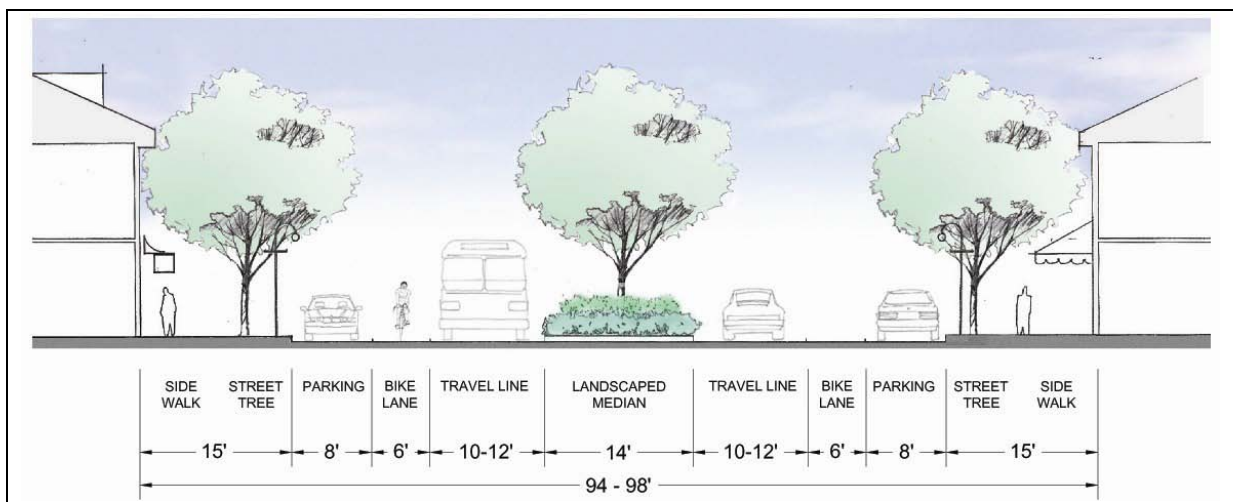 SIDE WALK STREET TREE PARKING BIKE LANE TRAVEL LINE LANDSCAPED MEDIAN TRAVEL LINE BIKE LANE PARKING STREET TREE SIDE WALK
15' 8' 6' 10-12' 14' 10-12' 6' 8' 15'
94 - 98'